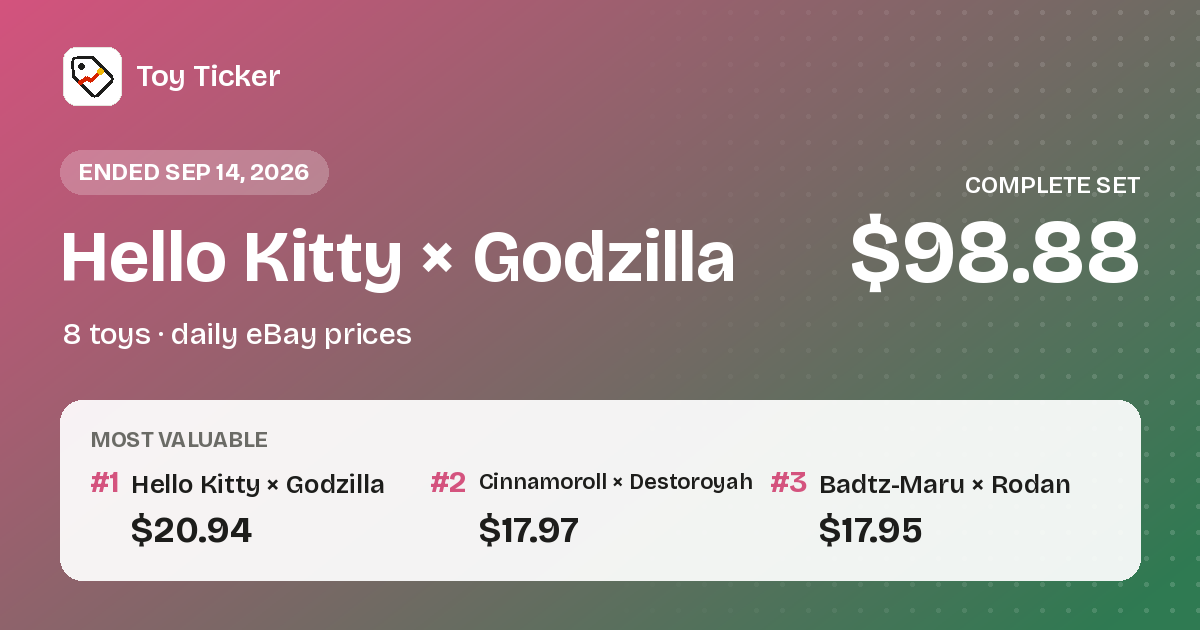 Toy Ticker
ENDED SEP 14, 2026
COMPLETE SET
Hello Kitty × Godzilla
$98.88
8 toys · daily eBay prices
MOST VALUABLE
#1 Hello Kitty × Godzilla
$20.94
#2 Cinnamoroll × Destoroyah
$17.97
#3 Badtz-Maru × Rodan
$17.95